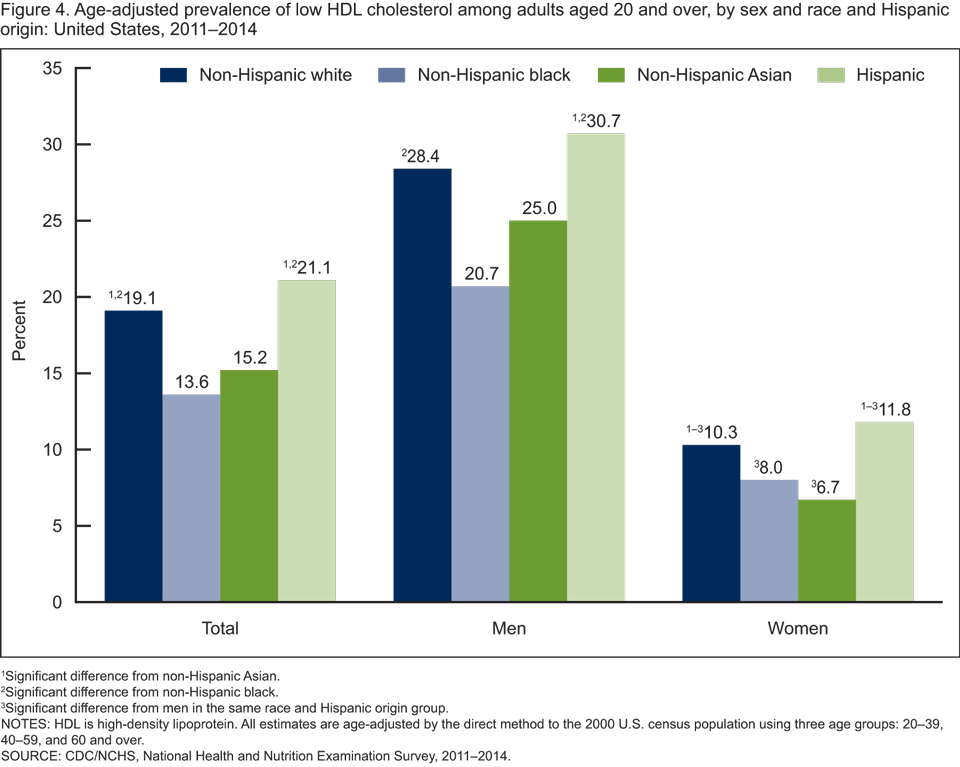 Figure 4. Age-adjusted prevalence of low HDL cholesterol among adults aged 20 and over, by sex and race and Hispanic
origin: United States, 2011–2014
35
30
25
20
15
10
5
0
Percent
Non-Hispanic white
Non-Hispanic black
Non-Hispanic Asian
Hispanic
1,219.1
13.6
15.2
1,221.1
228.4
20.7
25.0
1,230.7
1–310.3
38.0
36.7
1–311.8
Total
Men
Women
1Significant difference from non-Hispanic Asian.
2Significant difference from non-Hispanic black.
3Significant difference from men in the same race and Hispanic origin group.
NOTES: HDL is high-density lipoprotein. All estimates are age-adjusted by the direct method to the 2000 U.S. census population using three age groups: 20–39,
40–59, and 60 and over.
SOURCE: CDC/NCHS, National Health and Nutrition Examination Survey, 2011–2014.